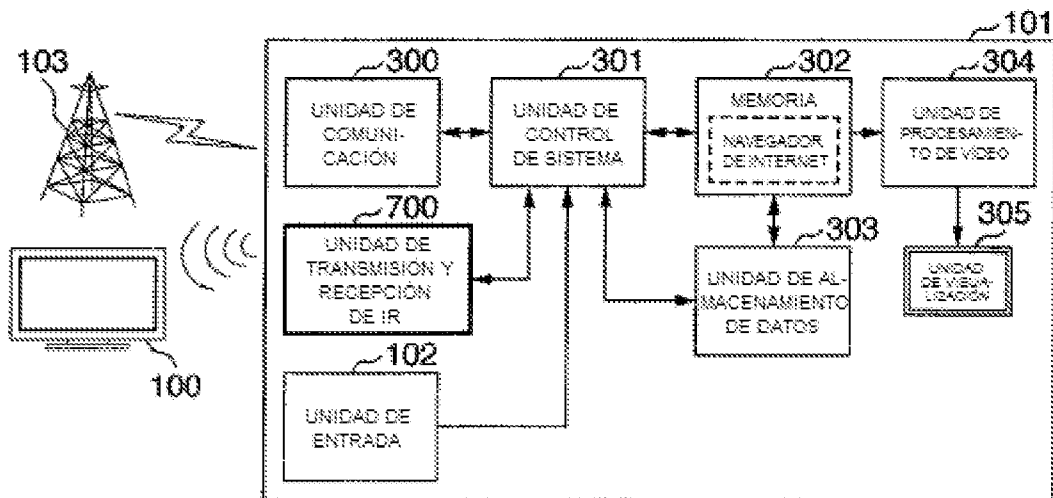 101
103
300
301
302
304
UNIDAD DE
COMUNI-
CACIÓN
UNIDAD DE
CONTROL
DE SISTEMA
MEMORIA
NAVEGADOR
DE INTERNET
UNIDAD DE
PROCESAMIEN-
TO DE VÍDEO
700
303
305
UNIDAD DE
TRANSMISIÓN Y
RECEPCIÓN
DE IR
UNIDAD DE AL-
MACENAMIENTO
DE DATOS
UNIDAD
DE VISUA-
LIZACIÓN
100
102
UNIDAD DE
ENTRADA